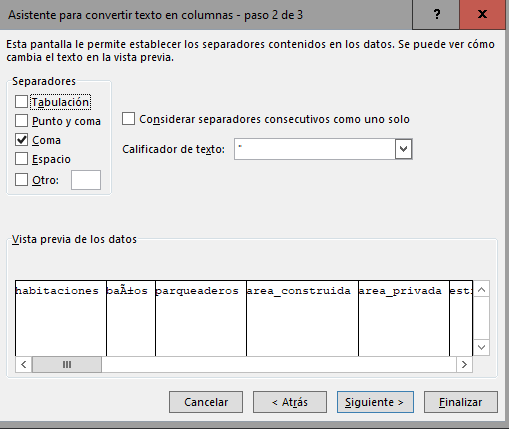 Asistente para convertir texto en columnas - paso 2 de 3
?
x
Esta pantalla le permite establecer los separadores contenidos en los datos. Se puede ver cómo
cambia el texto en la vista previa.
Separadores
Tabulación
Punto y coma
Coma
Espacio
Otro:
Considerar separadores consecutivos como uno solo
Calificador de texto: "
Vista previa de los datos
habitaciones baÃ±os parqueaderos area_construida area_privada est
Cancelar < Atrás Siguiente > Finalizar